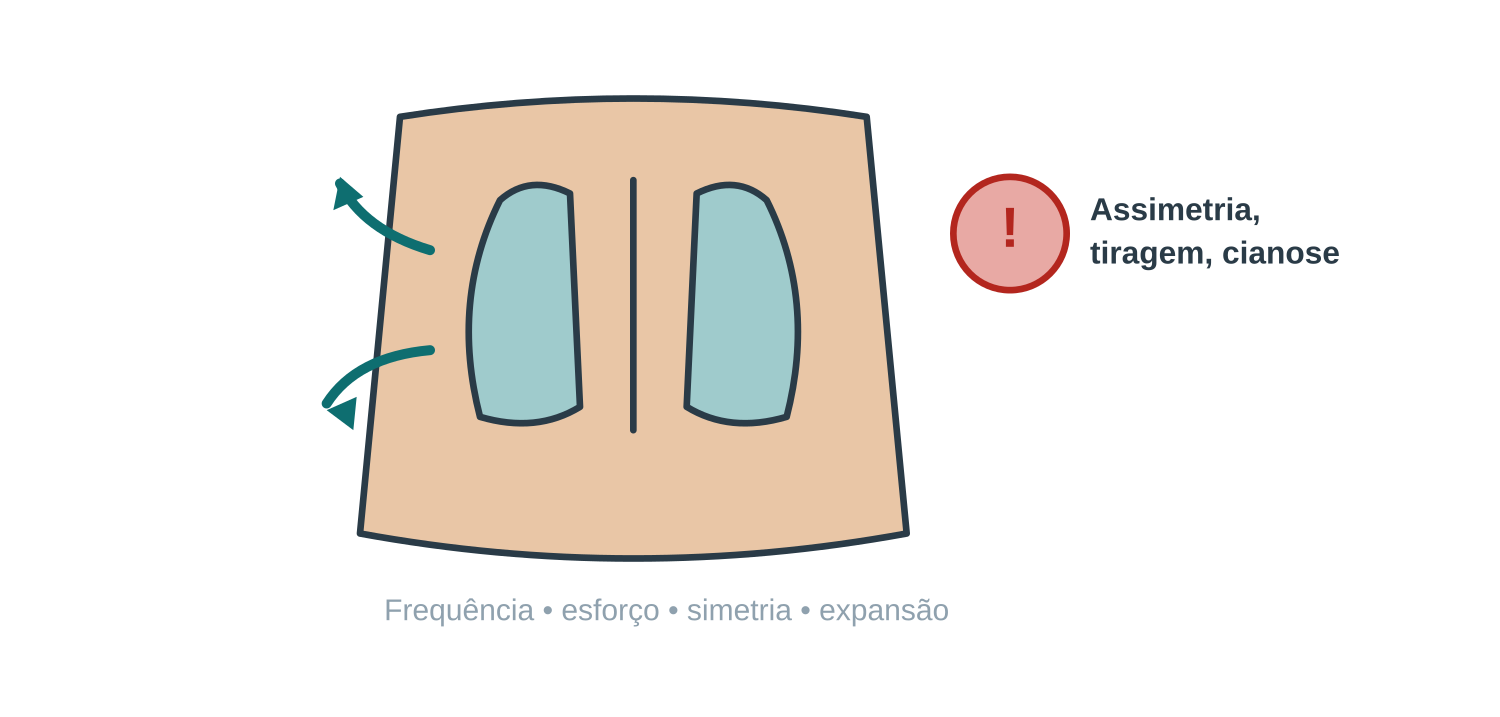 !
Assimetria,
tiragem, cianose
Frequência • esforço • simetria • expansão